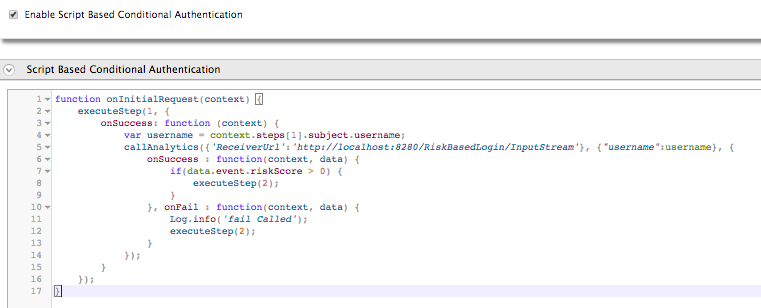 Enable Script Based Conditional Authentication
Script Based Conditional Authentication
1 function onInitialRequest(context) {
2     executeStep(1, {
3         onSuccess: function (context) {
4             var username = context.steps[1].subject.username;
5             callAnalytics({'ReceiverUrl':'http://localhost:8280/RiskBasedLogin/InputStream'}, {"username":username}, {
6                 onSuccess : function(context, data) {
7                     if(data.event.riskScore > 0) {
8                         executeStep(2);
9                     }
10                 }, onFail : function(context, data) {
11                     Log.info('fail Called');
12                     executeStep(2);
13                 }
14             });
15         }
16     });
17 }